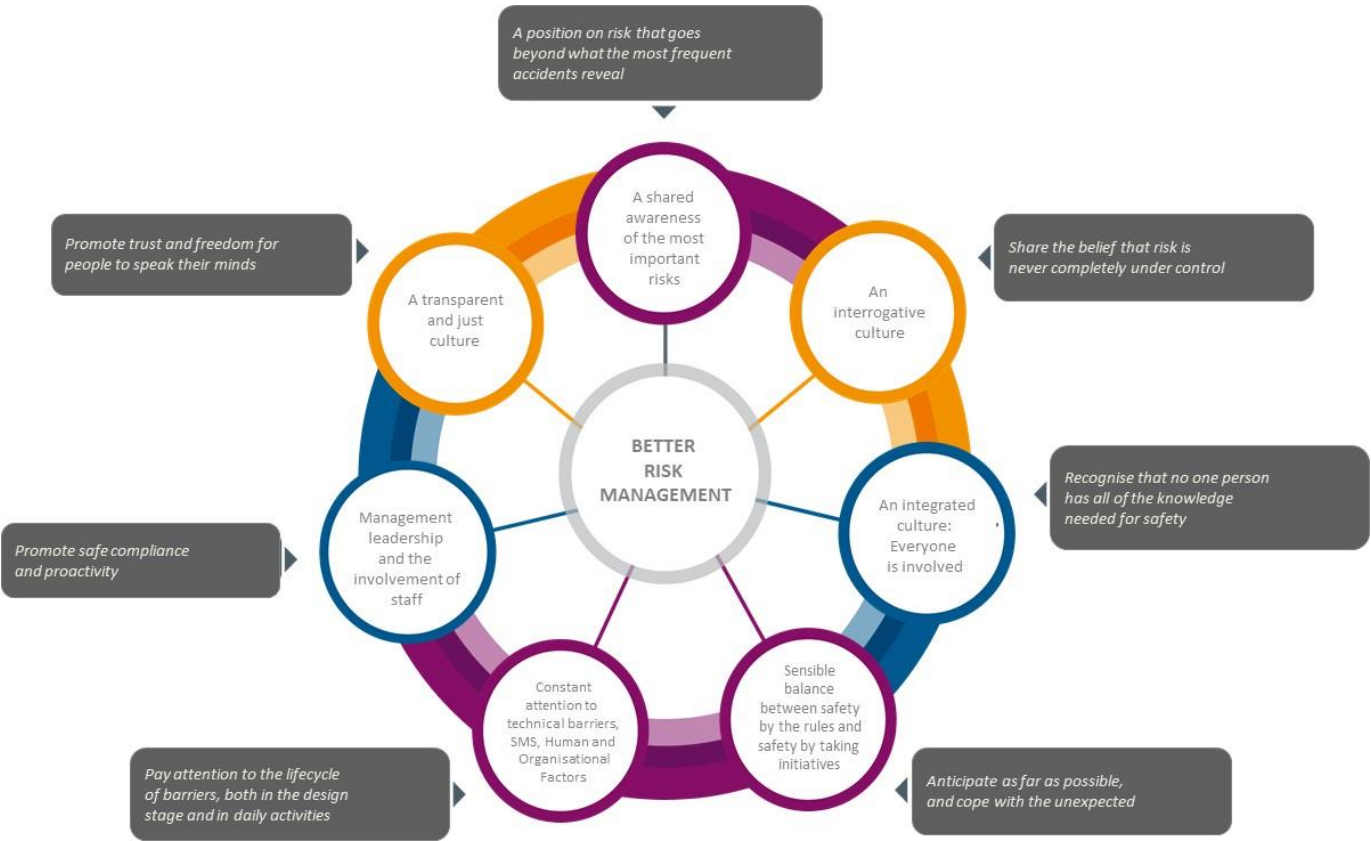 A position on risk that goes
beyond what the most frequent
accidents reveal
A shared
awareness
of the most
important
risks
Promote trust and freedom for
people to speak their minds
A transparent
and just
culture
An
interrogative
culture
Share the belief that risk is
never completely under control
BETTER
RISK
MANAGEMENT
An integrated
culture:
Everyone
is involved
Recognise that no one person
has all of the knowledge
needed for safety
Promote safe compliance
and proactivity
Management
leadership
and the
involvement of
staff
Constant
attention to
technical barriers,
SMS, Human and
Organisational
Factors
Sensible
balance
between safety
by the rules and
safety by taking
initiatives
Pay attention to the lifecycle
of barriers, both in the design
stage and in daily activities
Anticipate as far as possible,
and cope with the unexpected